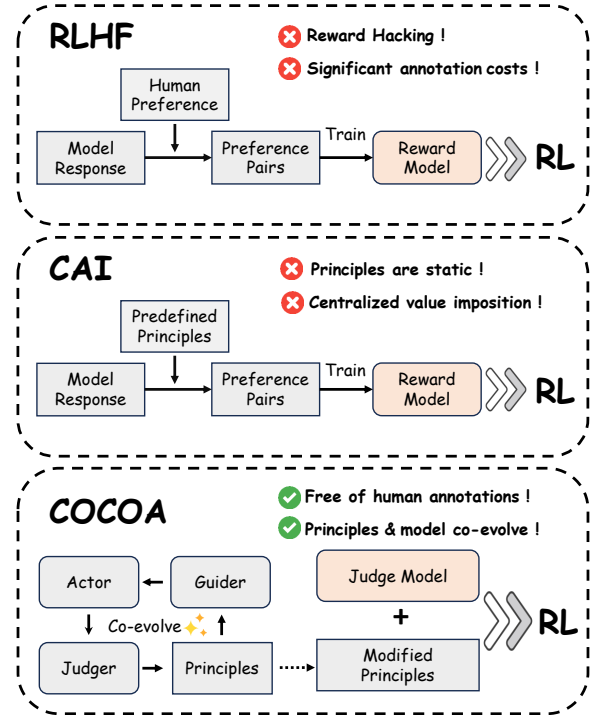 RLHF
Reward Hacking !
Significant annotation costs !
Human
Preference
Model
Response
Preference
Pairs
Train
Reward
Model
RL
CAI
Principles are static !
Centralized value imposition !
Predefined
Principles
Model
Response
Preference
Pairs
Train
Reward
Model
RL
COCOA
Free of human annotations !
Principles & model co-evolve !
Actor
Guider
Judge Model
Co-evolve
+
RL
Judger
Principles
Modified
Principles